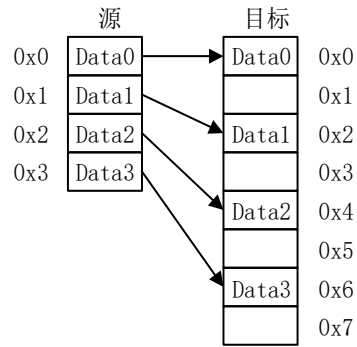 源 目标
0x0 Data0 Data0 0x0
0x1 Data1 0x1
0x2 Data2 Data1 0x2
0x3 Data3 0x3
Data2 0x4
0x5
Data3 0x6
0x7